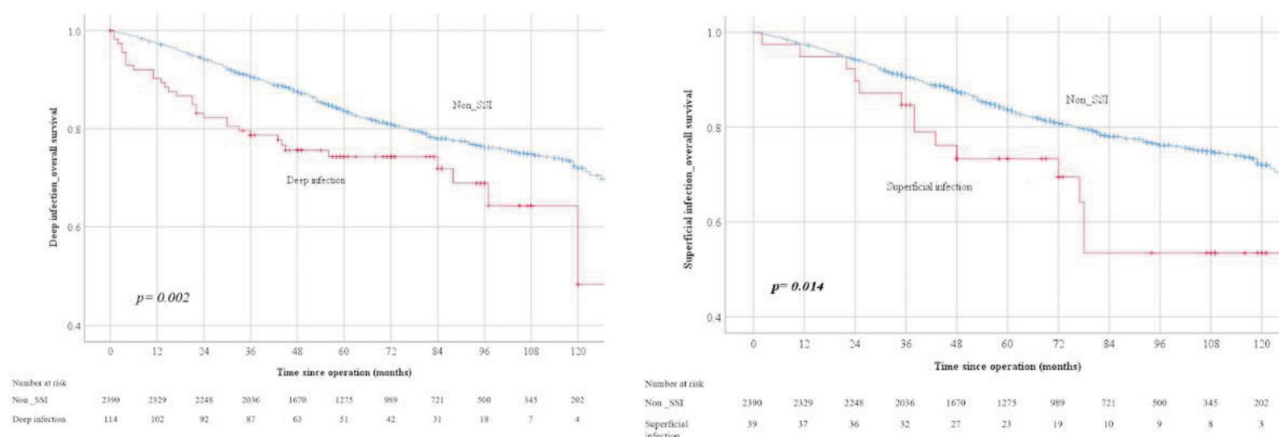 1.0
0.8
0.6
0.4
Deep infection_overall survival
Non_SSI
Deep infection
p= 0.002
0 12 24 36 48 60 72 84 96 108 120
Time since operation (months)
Number at risk
Non _SSI 2390 2329 2248 2036 1670 1275 989 721 500 345 202
Deep infection 114 102 92 87 63 51 42 31 18 7 4
1.0
0.8
0.6
0.4
Superficial infection_overall survival
Non_SSI
Superficial infection
p= 0.014
0 12 24 36 48 60 72 84 96 108 120
Time since operation (months)
Number at risk
Non _SSI 2390 2329 2248 2036 1670 1275 989 721 500 345 202
Superficial 39 37 36 32 27 23 19 10 9 8 3
infection